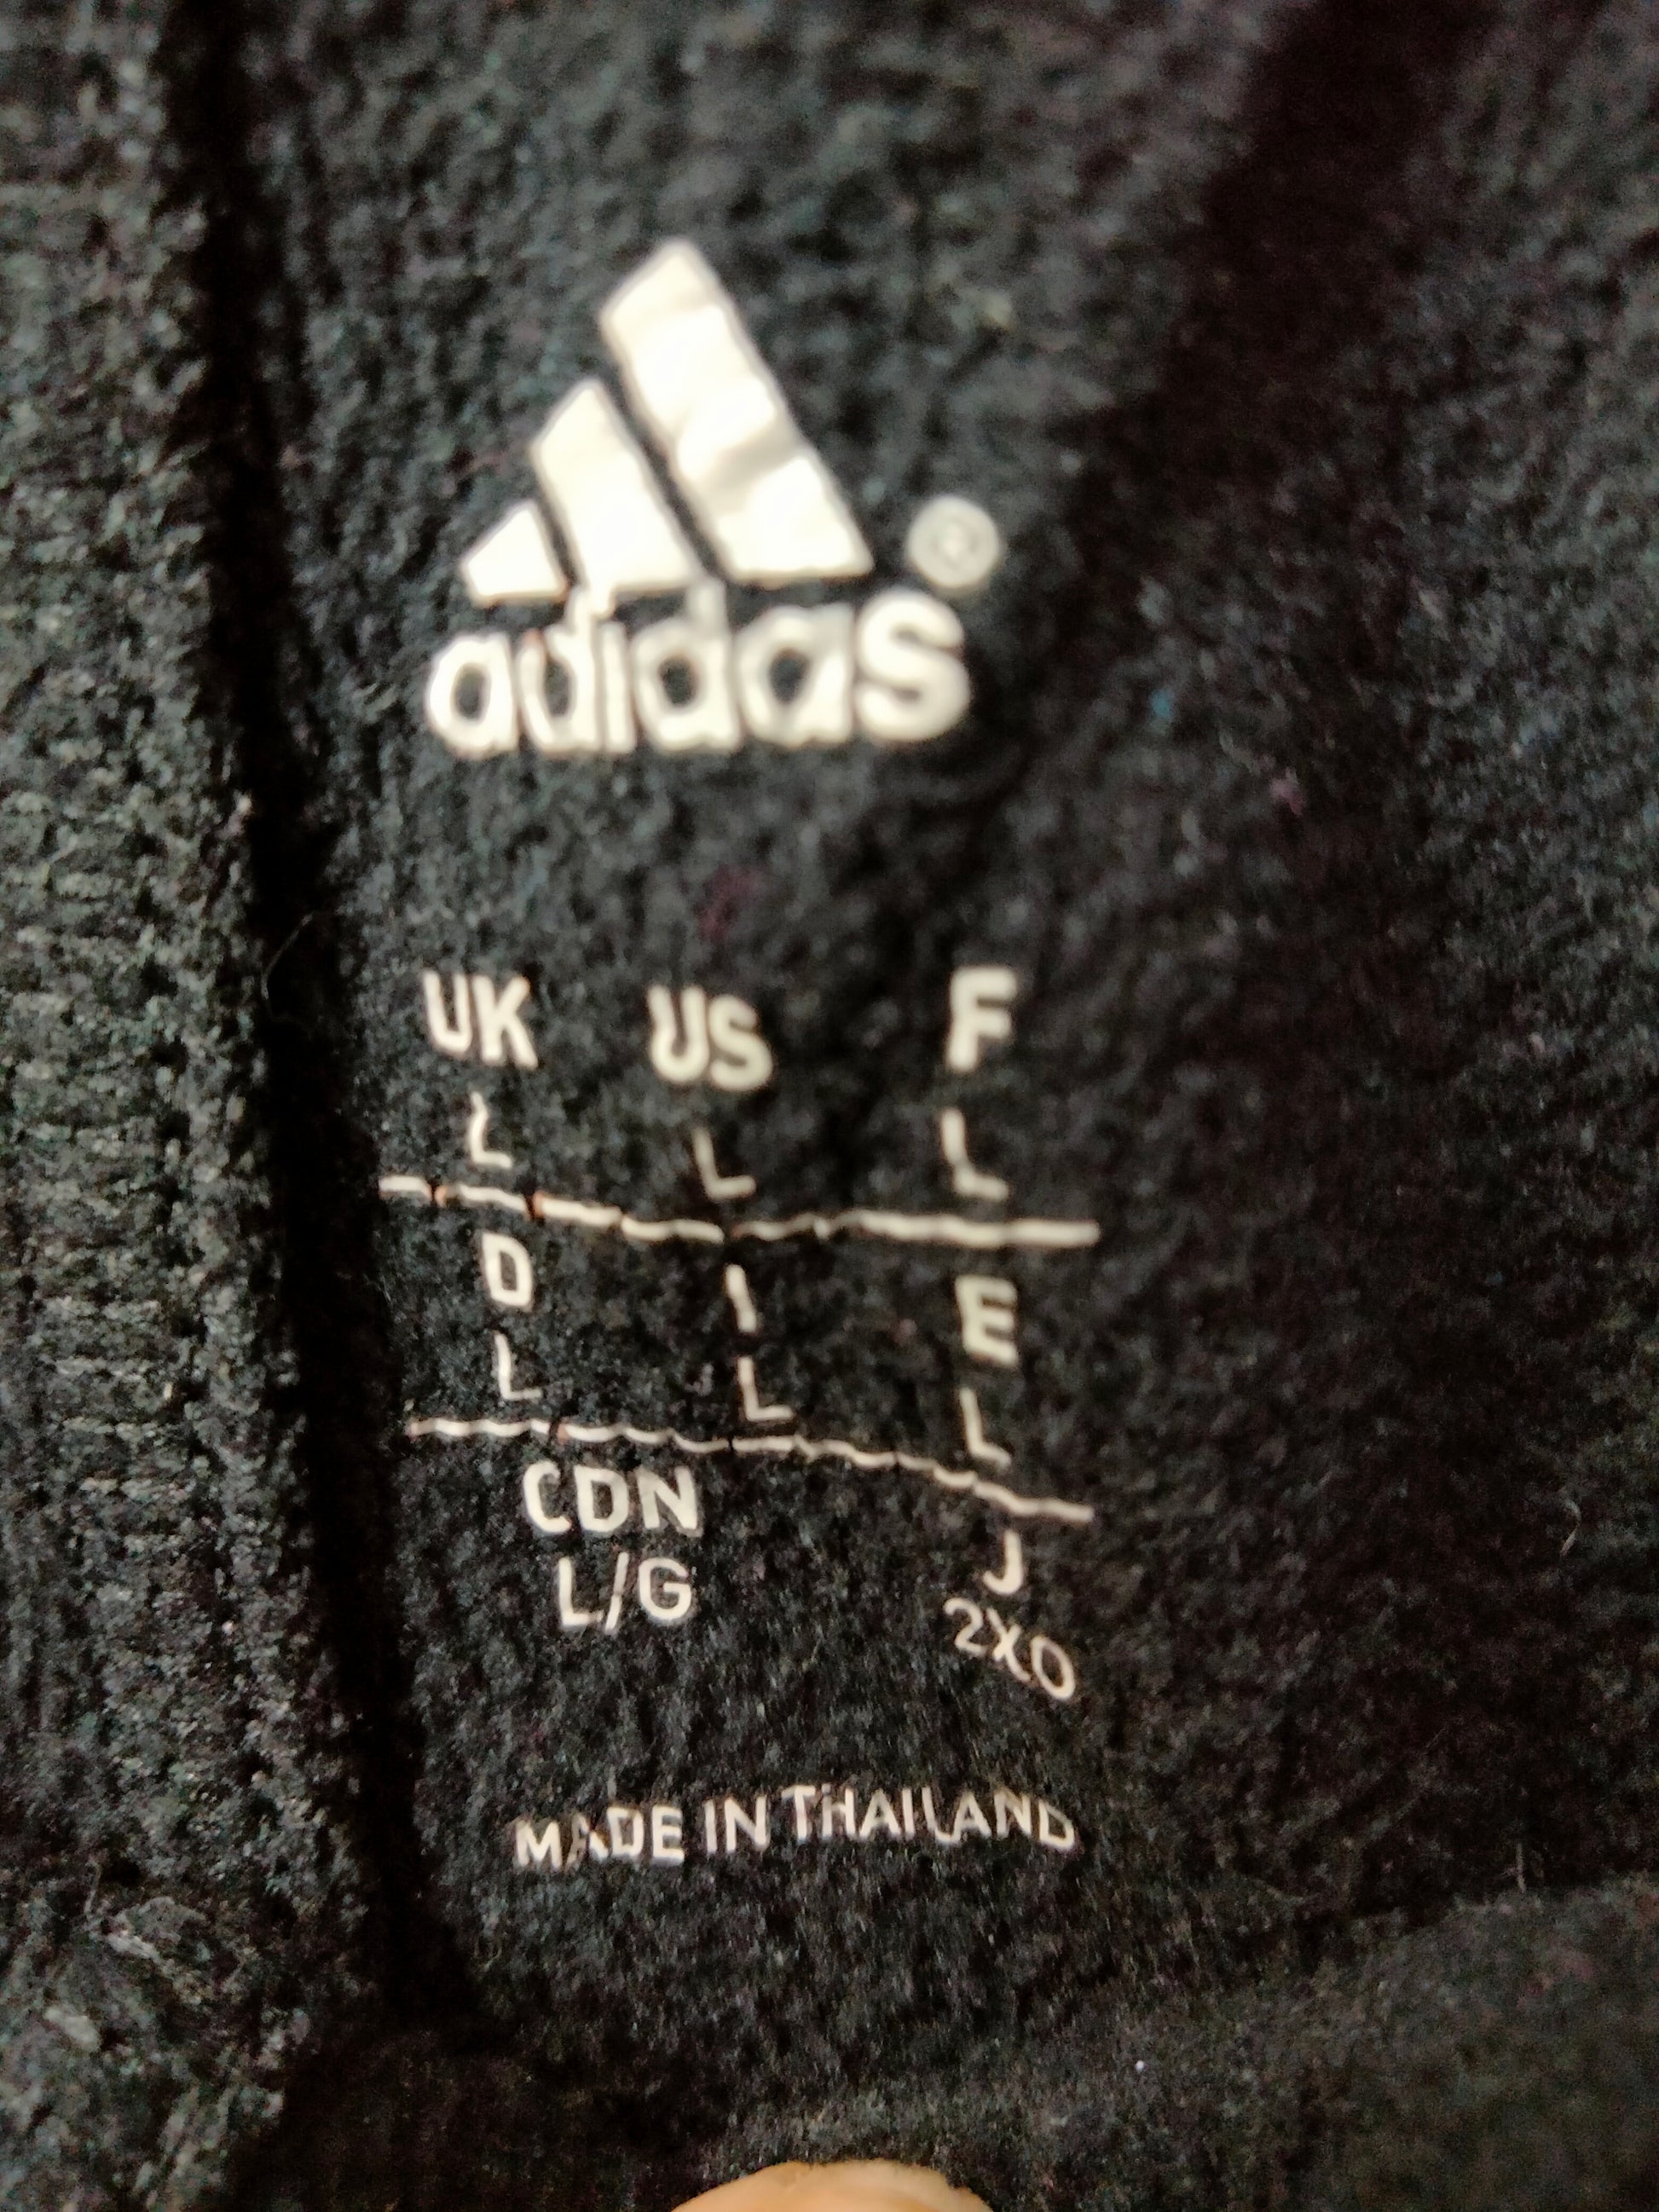 adidas®
UK US F
L L L
D I E
L L L
CDN J
L/G 2XO
MADE IN THAILAND